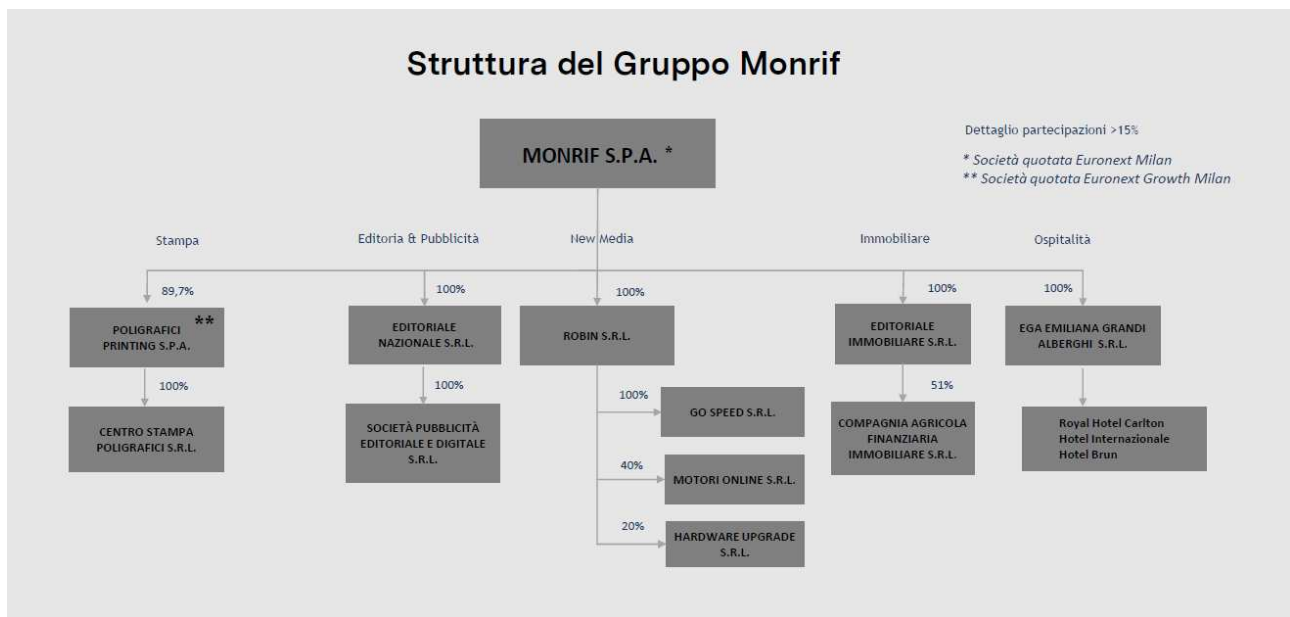 Struttura del Gruppo Monrif
MONRIF S.P.A. *
Dettaglio partecipazioni >15%
* Società quotata Euronext Milan
** Società quotata Euronext Growth Milan
Stampa
Editoria & Pubblicità
New Media
Immobiliare
Ospitalità
89,7%
100%
100%
100%
100%
POLIGRAFICI **
PRINTING S.P.A.
EDITORIALE
NAZIONALE S.R.L.
ROBIN S.R.L.
EDITORIALE
IMMOBILIARE S.R.L.
EGA EMILIANA GRANDI
ALBERGHI S.R.L.
100%
100%
51%
CENTRO STAMPA
POLIGRAFICI S.R.L.
SOCIETÀ PUBBLICITÀ
EDITORIALE E DIGITALE
S.R.L.
100%
GO SPEED S.R.L.
40%
MOTORI ONLINE S.R.L.
20%
HARDWARE UPGRADE
S.R.L.
COMPAGNIA AGRICOLA
FINANZIARIA
IMMOBILIARE S.R.L.
Royal Hotel Carlton
Hotel Internazionale
Hotel Brun